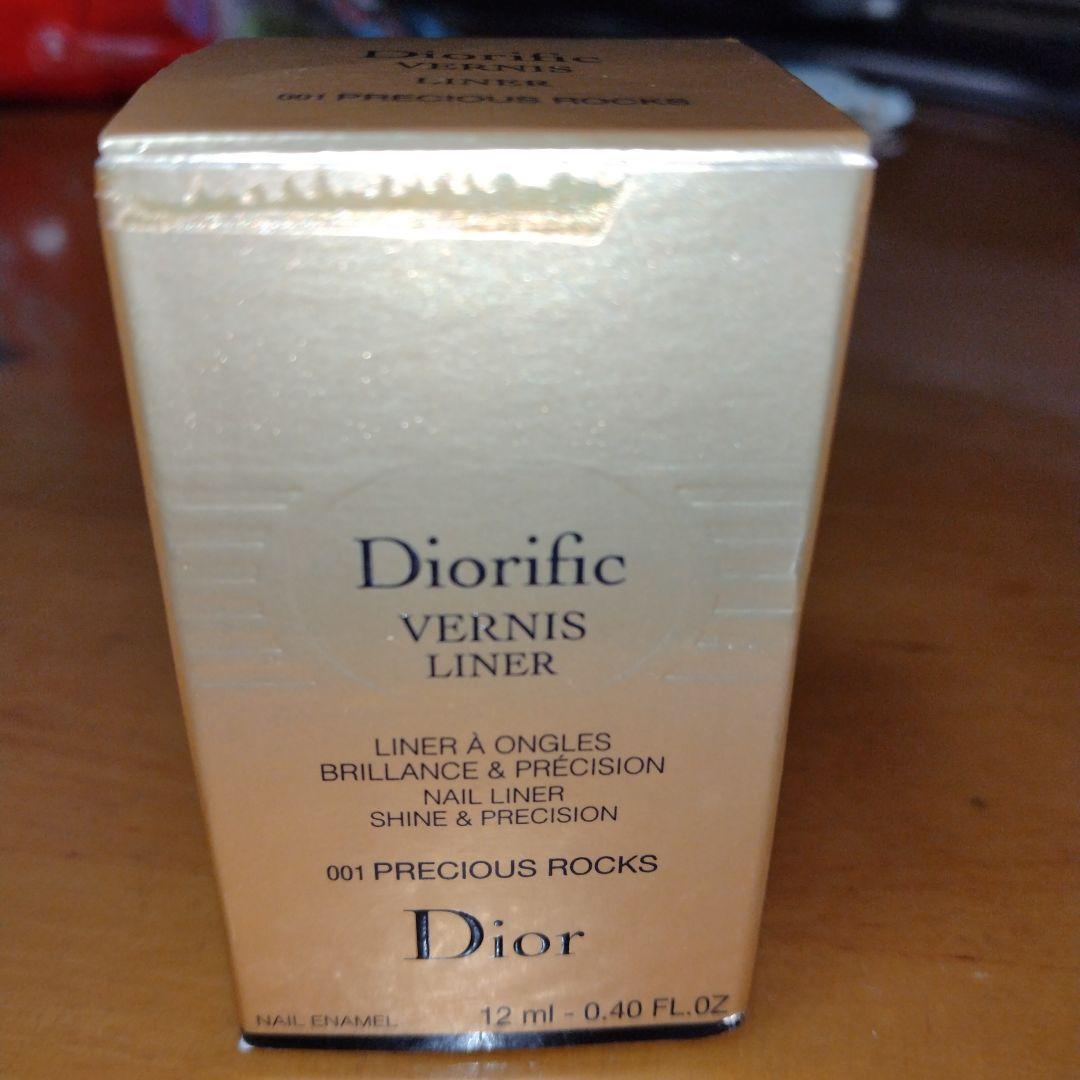 Diorific
VERNIS
LINER
001 PRECIOUS ROCKS
Diorific
VERNIS
LINER
LINER À ONGLES
BRILLANCE & PRÉCISION
NAIL LINER
SHINE & PRECISION
001 PRECIOUS ROCKS
Dior
NAIL ENAMEL 12 ml - 0.40 FL.OZ